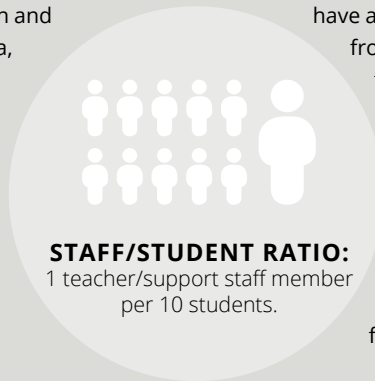 n and
a,
have a
fro
STAFF/STUDENT RATIO:
1 teacher/support staff member
per 10 students.
f